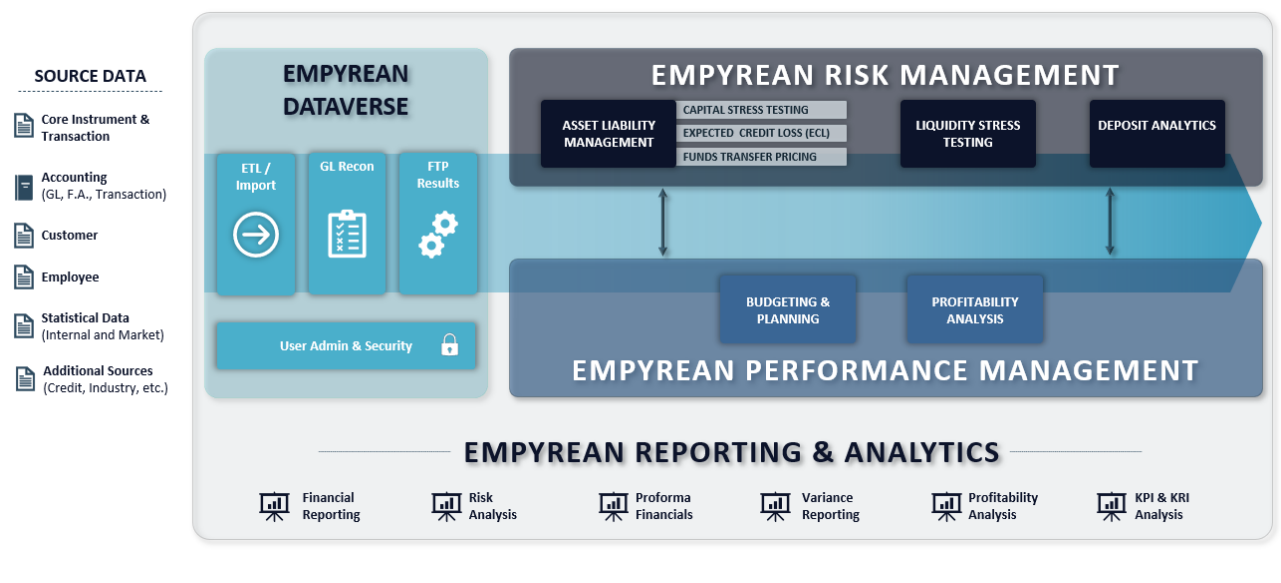 SOURCE DATA
Core Instrument &
Transaction
Accounting
(GL, F.A., Transaction)
Customer
Employee
Statistical Data
(Internal and Market)
Additional Sources
(Credit, Industry, etc.)
EMPYREAN
DATAVERSE
ETL /
Import
GL Recon
FTP
Results
User Admin & Security
EMPYREAN RISK MANAGEMENT
ASSET LIABILITY
MANAGEMENT
CAPITAL STRESS TESTING
EXPECTED CREDIT LOSS (ECL)
FUNDS TRANSFER PRICING
LIQUIDITY STRESS
TESTING
DEPOSIT ANALYTICS
BUDGETING &
PLANNING
PROFITABILITY
ANALYSIS
EMPYREAN PERFORMANCE MANAGEMENT
EMPYREAN REPORTING & ANALYTICS
Financial
Reporting
Risk
Analysis
Proforma
Financials
Variance
Reporting
Profitability
Analysis
KPI & KRI
Analysis